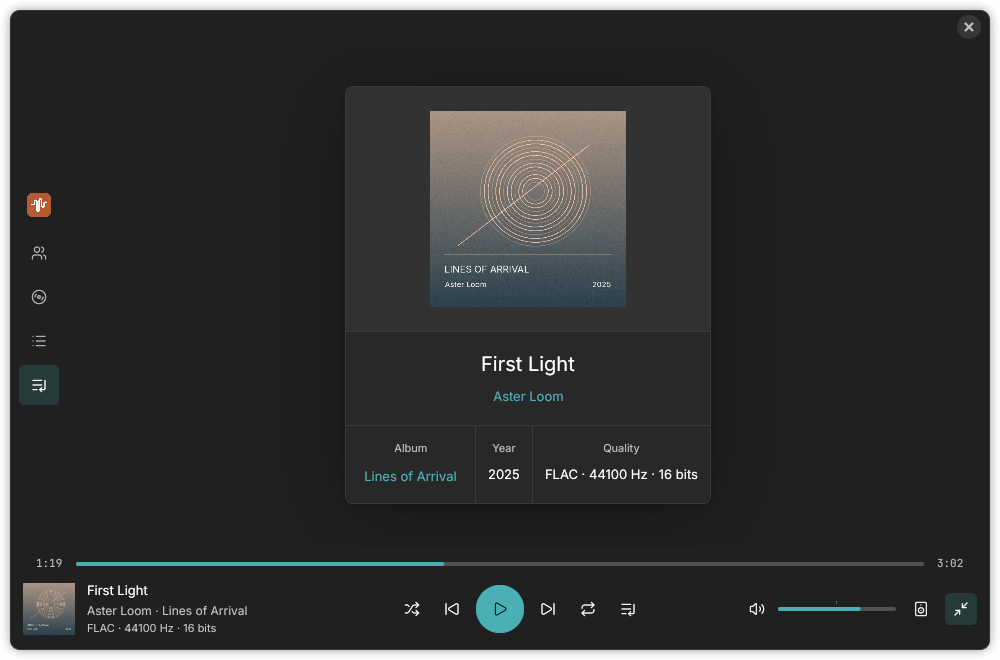 LINES OF ARRIVAL
Aster Loom 2025
First Light
Aster Loom
Album Year Quality
Lines of Arrival 2025 FLAC · 44100 Hz · 16 bits
1:19 3:02
First Light
Aster Loom · Lines of Arrival
FLAC · 44100 Hz · 16 bits